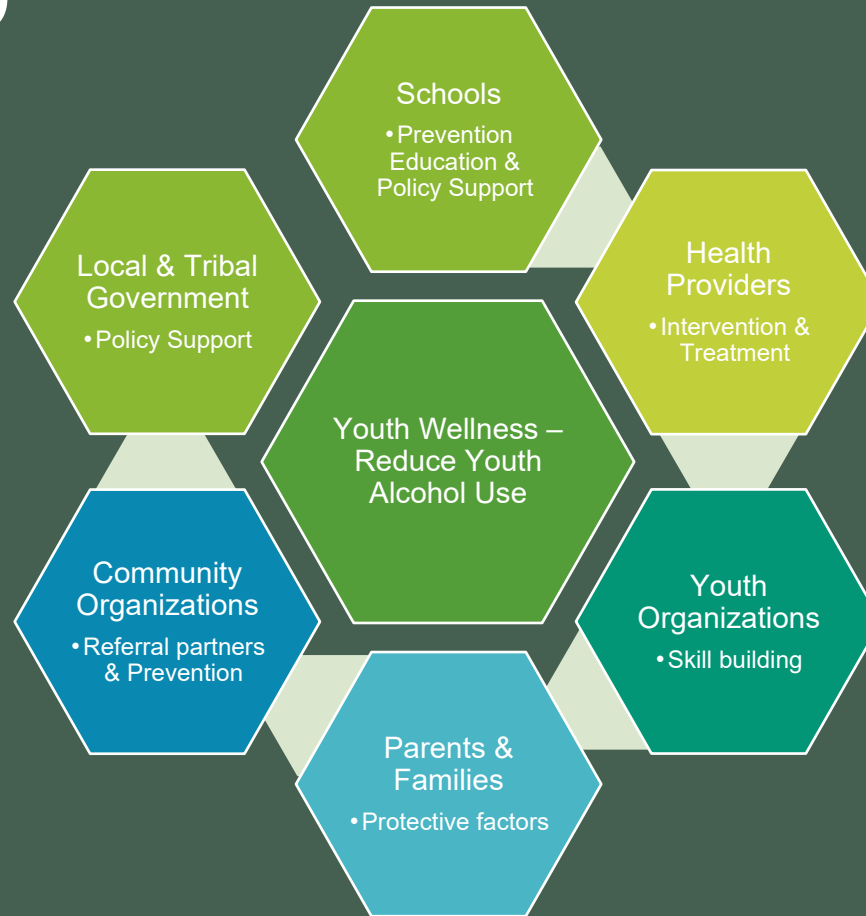 Schools
•Prevention
Education &
Policy Support
Health
Providers
•Intervention &
Treatment
Youth
Organizations
•Skill building
Parents &
Families
•Protective factors
Community
Organizations
•Referral partners
& Prevention
Local & Tribal
Government
•Policy Support
Youth Wellness –
Reduce Youth
Alcohol Use